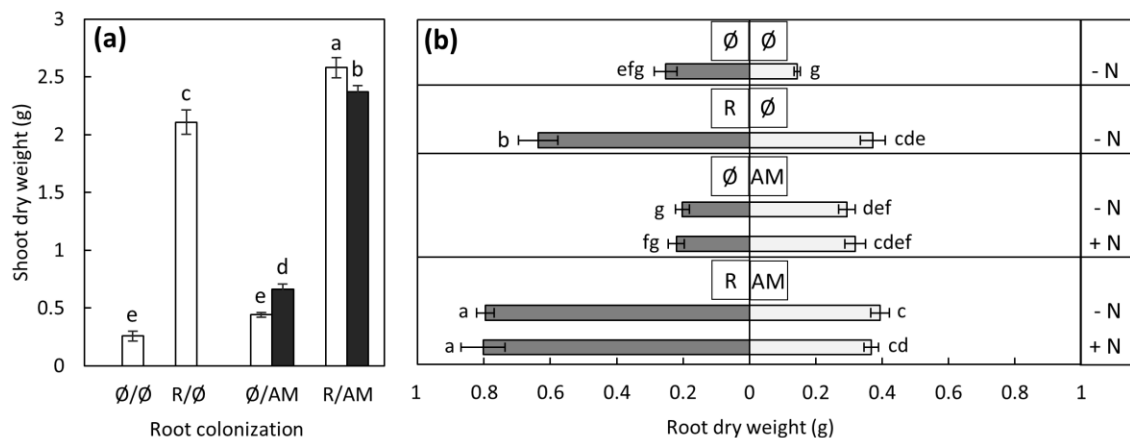 (a)
Shoot dry weight (g)
3
2.5
2
1.5
1
0.5
0
e
c
e
d
a
b
Ø/Ø
R/Ø
Ø/AM
R/AM
Root colonization
(b)
Ø Ø
efg g - N
R Ø
b cde - N
Ø AM
g def - N
fg cdef + N
R AM
a c - N
a cd + N
1 0.8 0.6 0.4 0.2 0 0.2 0.4 0.6 0.8 1
Root dry weight (g)